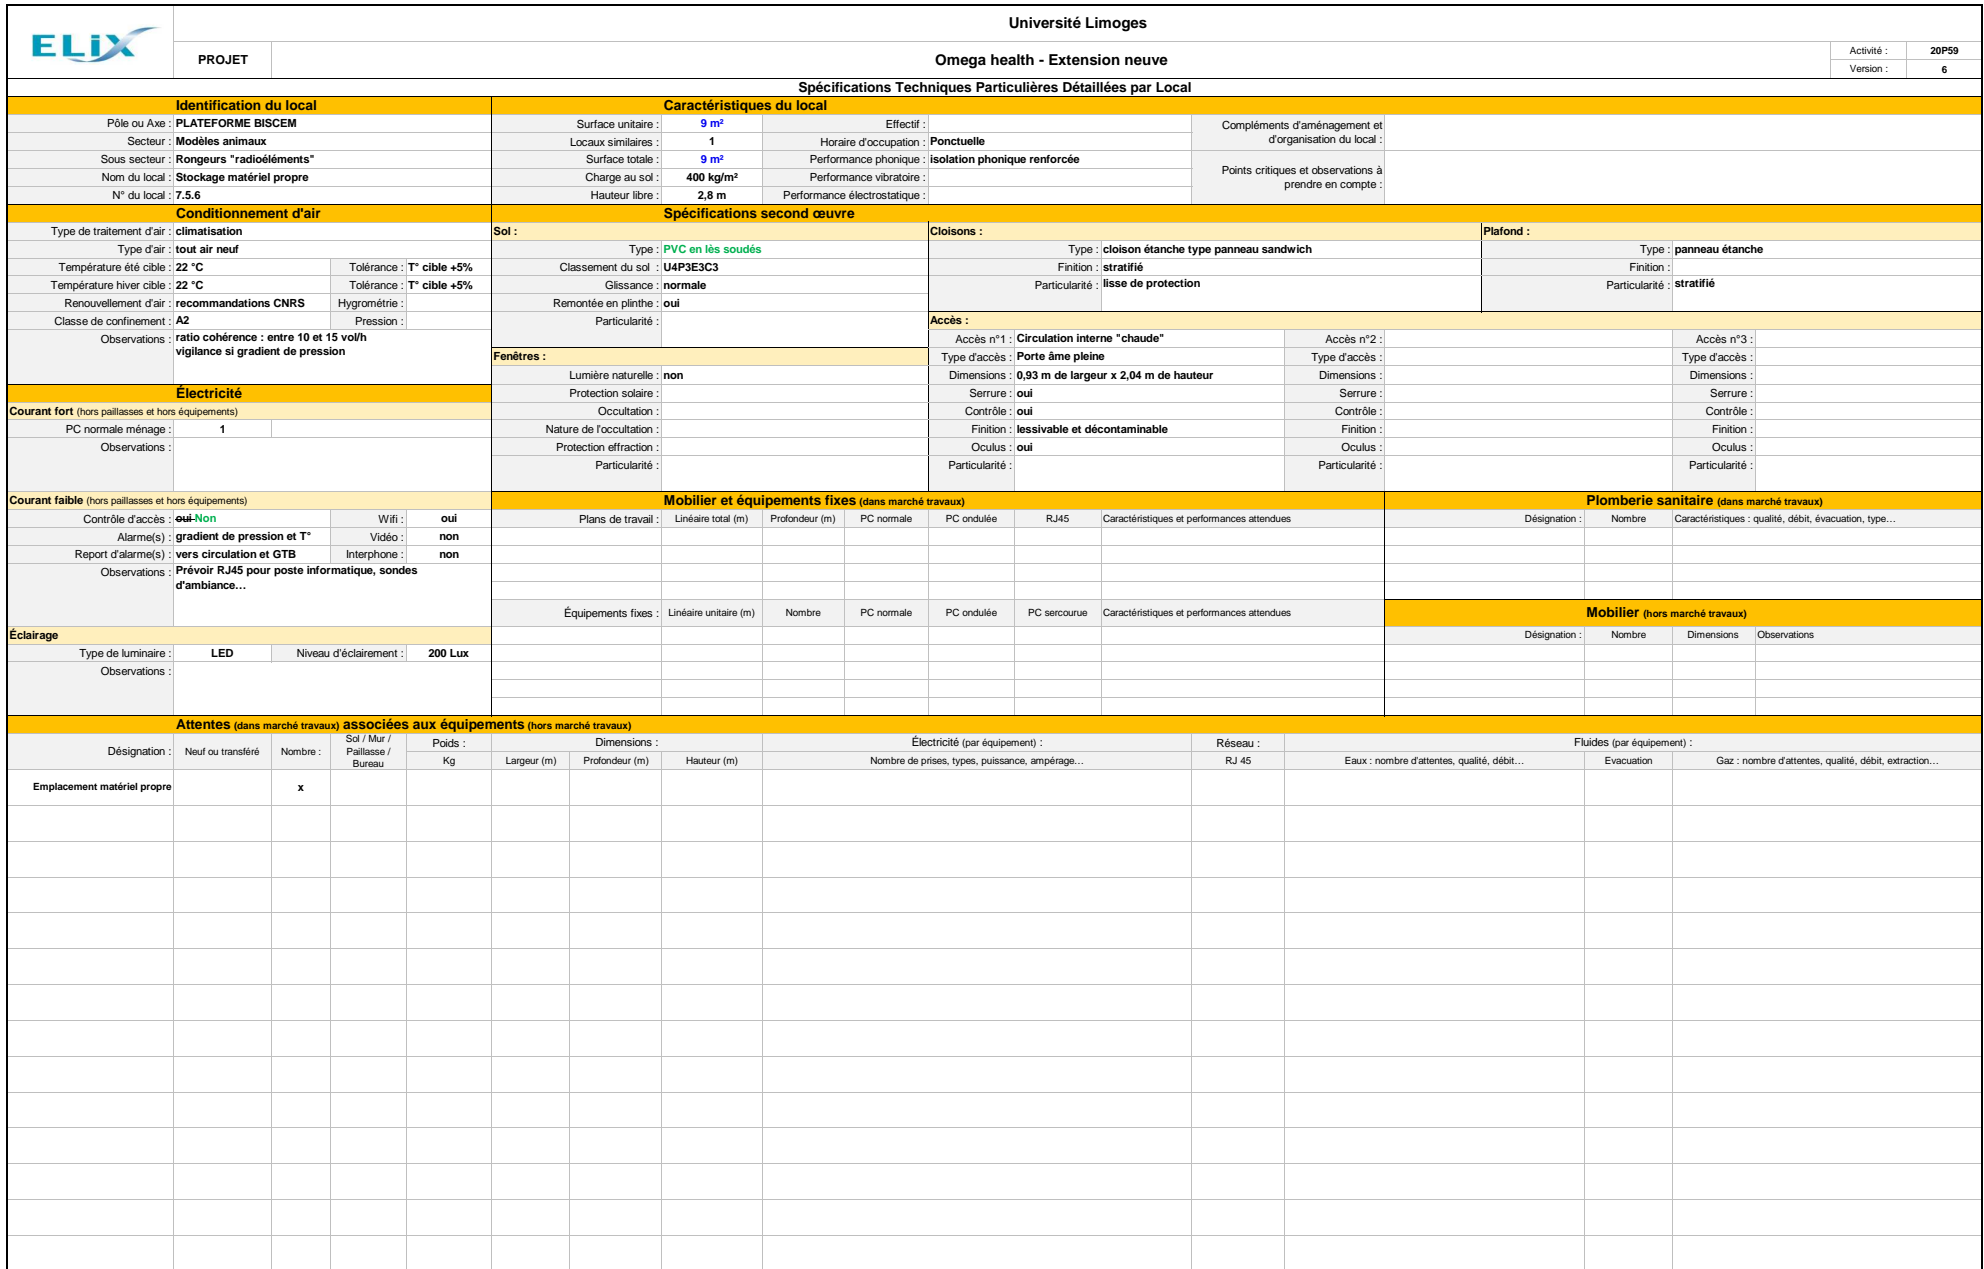 ELiX
Université Limoges
PROJET
Omega health - Extension neuve
Activité : 20P59
Version : 6
Spécifications Techniques Particulières Détaillées par Local
Identification du local
Pôle ou Axe : PLATEFORME BISCEM
Secteur : Modèles animaux
Sous secteur : Rongeurs "radioéléments"
Nom du local : Stockage matériel propre
N° du local : 7.5.6
Caractéristiques du local
Surface unitaire : 9 m² Effectif :
Locaux similaires : 1 Horaire d'occupation : Ponctuelle
Surface totale : 9 m² Performance phonique : isolation phonique renforcée
Charge au sol : 400 kg/m² Performance vibratoire :
Hauteur libre : 2,8 m Performance électrostatique :
Compléments d'aménagement et
d'organisation du local :
Points critiques et observations à
prendre en compte :
Conditionnement d'air
Type de traitement d'air : climatisation
Type d'air : tout air neuf
Température été cible : 22 °C Tolérance : T° cible +5%
Température hiver cible : 22 °C Tolérance : T° cible +5%
Renouvellement d'air : recommandations CNRS Hygrométrie :
Classe de confinement : A2 Pression :
Observations : ratio cohérence : entre 10 et 15 vol/h
vigilance si gradient de pression
Spécifications second œuvre
Sol :
Type : PVC en lès soudés
Classement du sol : U4P3E3C3
Glissance : normale
Remontée en plinthe : oui
Particularité :
Cloisons :
Type : cloison étanche type panneau sandwich
Finition : stratifié
Particularité : lisse de protection
Plafond :
Type : panneau étanche
Finition :
Particularité : stratifié
Fenêtres :
Lumière naturelle : non
Protection solaire :
Occultation :
Nature de l'occultation :
Protection effraction :
Particularité :
Accès :
Accès n°1 : Circulation interne "chaude" Accès n°2 : Accès n°3 :
Type d'accès : Porte âme pleine Type d'accès : Type d'accès :
Dimensions : 0,93 m de largeur x 2,04 m de hauteur Dimensions : Dimensions :
Serrure : oui Serrure : Serrure :
Contrôle : oui Contrôle : Contrôle :
Finition : lessivable et décontaminable Finition : Finition :
Oculus : oui Oculus : Oculus :
Particularité : Particularité : Particularité :
Électricité
Courant fort (hors paillasses et hors équipements)
PC normale ménage : 1
Observations :
Courant faible (hors paillasses et hors équipements)
Contrôle d'accès : oui Non Wifi : oui
Alarme(s) : gradient de pression et T° Vidéo : non
Report d'alarme(s) : vers circulation et GTB Interphone : non
Observations : Prévoir RJ45 pour poste informatique, sondes
d'ambiance…
Éclairage
Type de luminaire : LED Niveau d'éclairement : 200 Lux
Observations :
Mobilier et équipements fixes (dans marché travaux)
Plans de travail : Linéaire total (m) Profondeur (m) PC normale PC ondulée RJ45 Caractéristiques et performances attendues
Équipements fixes : Linéaire unitaire (m) Nombre PC normale PC ondulée PC sercourue Caractéristiques et performances attendues
Plomberie sanitaire (dans marché travaux)
Désignation : Nombre Caractéristiques : qualité, débit, évacuation, type…
Mobilier (hors marché travaux)
Désignation : Nombre Dimensions Observations
Attentes (dans marché travaux) associées aux équipements (hors marché travaux)
Désignation : Neuf ou transféré Nombre : Sol / Mur /
Paillasse /
Bureau
Poids : Dimensions : Électricité (par équipement) : Réseau : Fluides (par équipement) :
Kg Largeur (m) Profondeur (m) Hauteur (m) Nombre de prises, types, puissance, ampérage… RJ 45 Eaux : nombre d'attentes, qualité, débit… Evacuation Gaz : nombre d'attentes, qualité, débit, extraction…
Emplacement matériel propre x